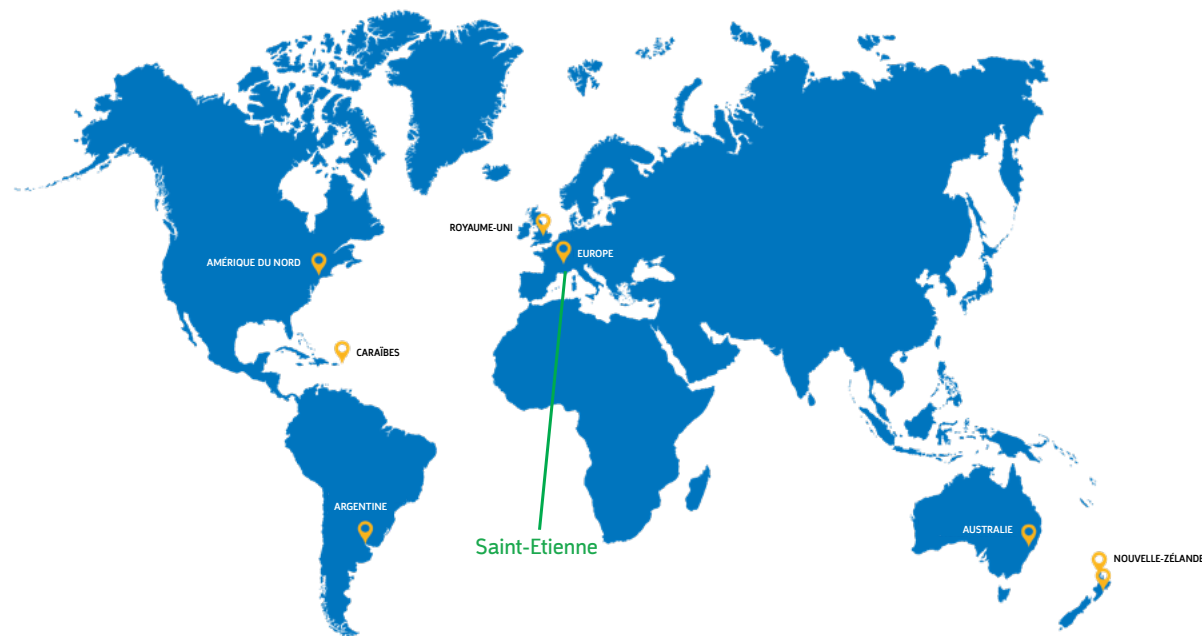 ROYAUME-UNI
EUROPE
AMÉRIQUE DU NORD
CARAÏBES
ARGENTINE
Saint-Etienne
AUSTRALIE
NOUVELLE-ZÉLANDE